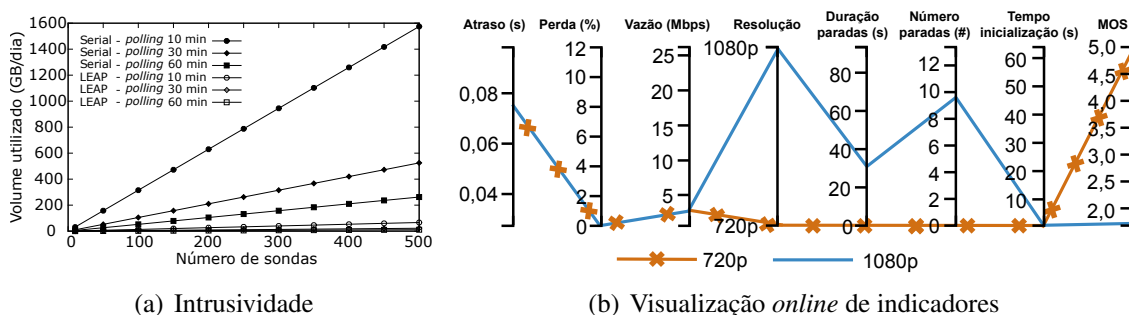 Volume utilizado (GB/dia)
1600
1400
1200
1000
800
600
400
200
0
Serial - polling 10 min
Serial - polling 30 min
Serial - polling 60 min
LEAP - polling 10 min
LEAP - polling 30 min
LEAP - polling 60 min
100
200
300
400
500
Número de sondas
(a) Intrusividade
Atraso (s)
0,08
0,06
0,04
Perda (%)
12
10
8
6
4
2
0
Vazão (Mbps)
25
20
15
10
5
0
Resolução
1080p
720p
Duração
paradas (s)
80
60
40
20
0
Número
paradas (#)
12
10
8
6
4
2
0
Tempo
inicialização (s)
60
50
40
30
20
10
0
MOS
5,0
4,5
4,0
3,5
3,0
2,5
2,0
720p
1080p
(b) Visualização online de indicadores